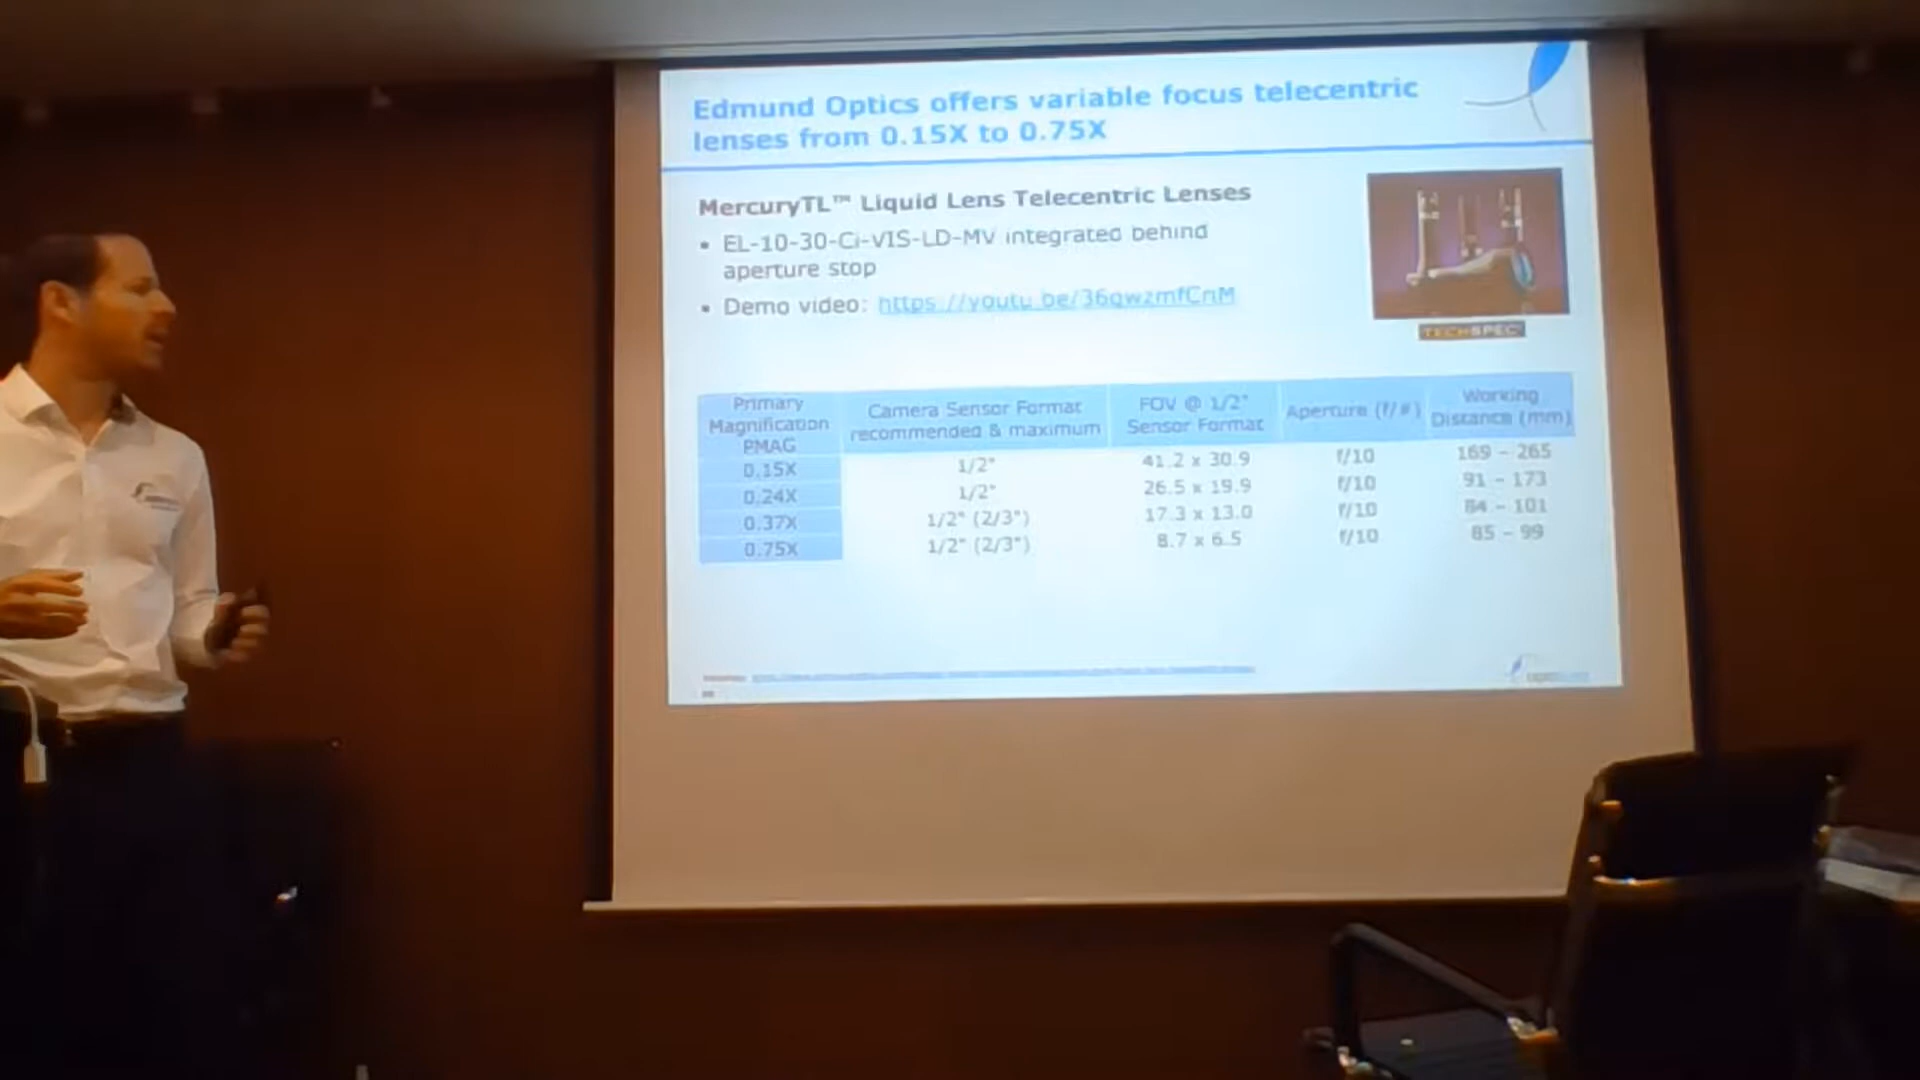 Edmund Optics offers variable focus telecentric
lenses from 0.15X to 0.75X
MercuryTL™ Liquid Lens Telecentric Lenses
▪ EL-10-30-Ci-VIS-LD-MV integrated behind
aperture stop
▪ Demo video: https://youtu.be/36qwzmfCnM
TECHSPEC
Primary Magnification PMAG Camera Sensor Format recommended & maximum FOV @ 1/2" Sensor Format Aperture (f/#) Working Distance (mm)
0.15X 1/2" 41.2 x 30.9 f/10 169 – 265
0.24X 1/2" 26.5 x 19.9 f/10 91 – 173
0.37X 1/2" (2/3") 17.3 x 13.0 f/10 84 – 101
0.75X 1/2" (2/3") 8.7 x 6.5 f/10 85 – 99